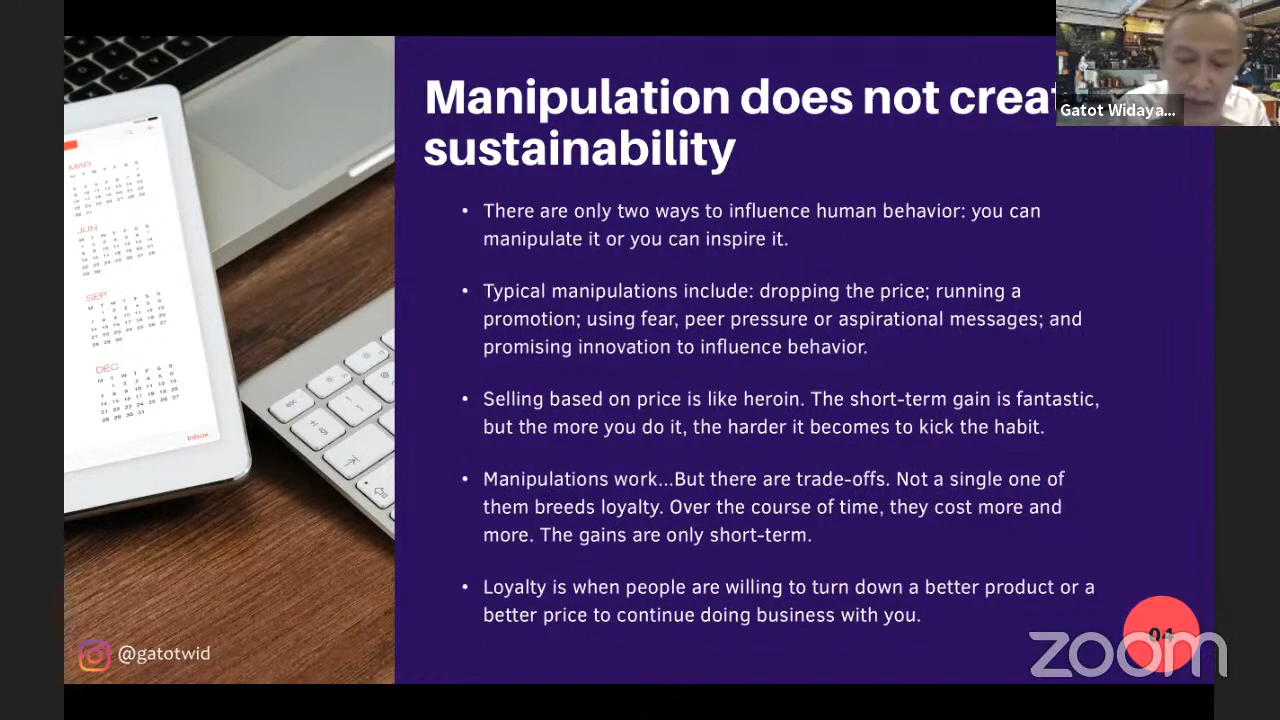 Manipulation does not creat
sustainability
Gatot Widaya...
• There are only two ways to influence human behavior: you can
manipulate it or you can inspire it.
• Typical manipulations include: dropping the price; running a
promotion; using fear, peer pressure or aspirational messages; and
promising innovation to influence behavior.
• Selling based on price is like heroin. The short-term gain is fantastic,
but the more you do it, the harder it becomes to kick the habit.
• Manipulations work...But there are trade-offs. Not a single one of
them breeds loyalty. Over the course of time, they cost more and
more. The gains are only short-term.
• Loyalty is when people are willing to turn down a better product or a
better price to continue doing business with you.
04
zoom
@gatotwid
MAR
JUN
SEP
DEC
Inbox